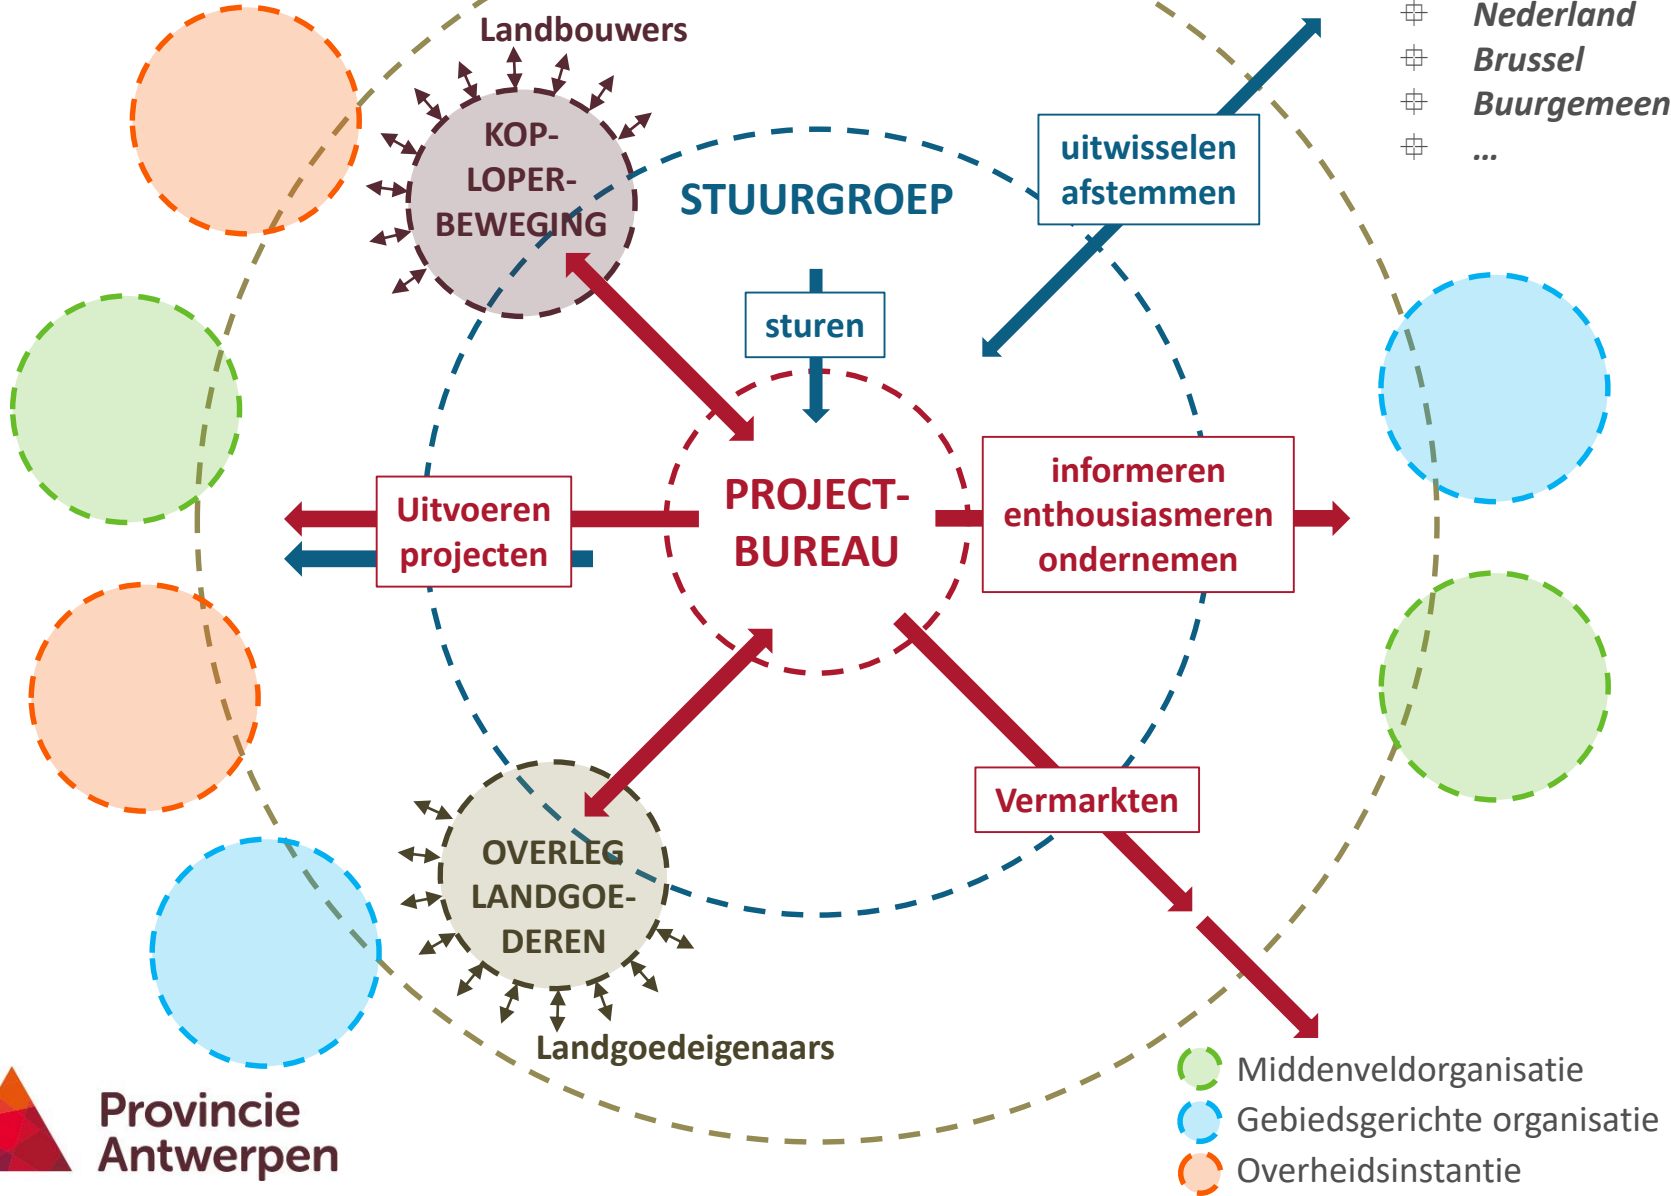 Landbouwers
Nederland
Brussel
Buurgemeen
...
KOP-
LOPER-
BEWEGING
STUURGROEP
uitwisselen
afstemmen
sturen
PROJECT-
BUREAU
Uitvoeren
projecten
informeren
enthousiasmeren
ondernemen
Vermarkten
OVERLEG
LANDGOE-
DEREN
Landgoedeigenaars
Middenveldorganisatie
Gebiedsgerichte organisatie
Overheidsinstantie
Provincie
Antwerpen